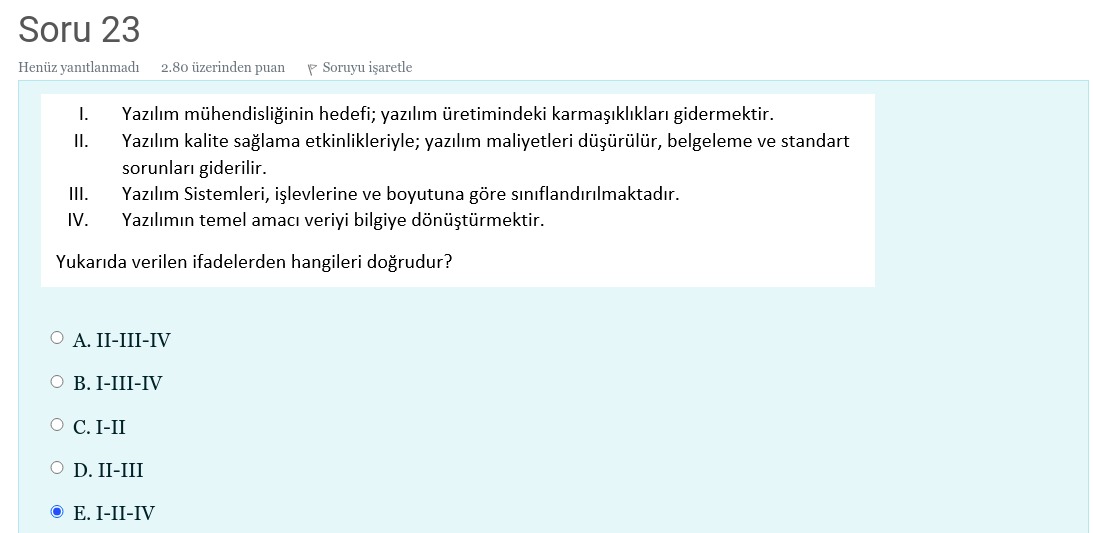 Soru 23
Henüz yanıtlanmadı 2.80 üzerinden puan Soruyu işaretle
I. Yazılım mühendisliğinin hedefi; yazılım üretimindeki karmaşıklıkları gidermektir.
II. Yazılım kalite sağlama etkinlikleriyle; yazılım maliyetleri düşürülür, belgeleme ve standart
sorunları giderilir.
III. Yazılım Sistemleri, işlevlerine ve boyutuna göre sınıflandırılmaktadır.
IV. Yazılımın temel amacı veriyi bilgiye dönüştürmektir.
Yukarıda verilen ifadelerden hangileri doğrudur?
A. II-III-IV
B. I-III-IV
C. I-II
D. II-III
E. I-II-IV